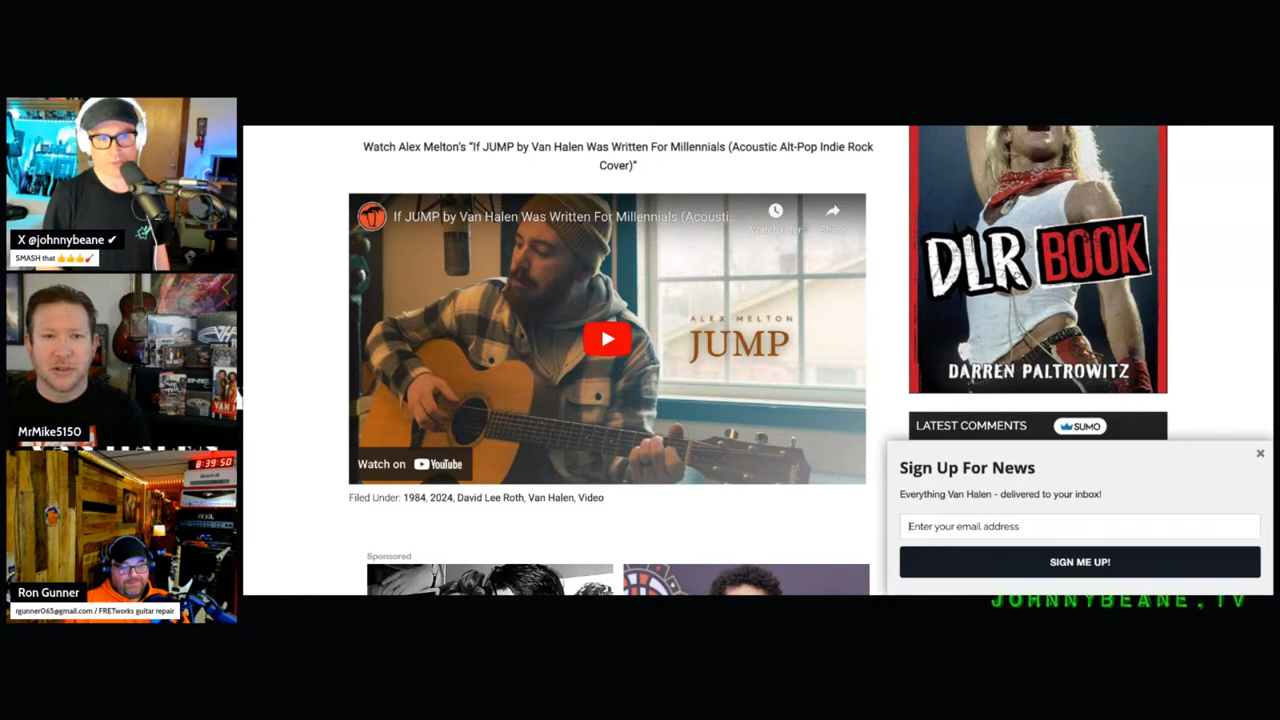 X @johnnybeane ✔
SMASH that 👍👍👍🎸
MrMike5150
8:39:50
Ron Gunner
rgunner065@gmail.com / FRETworks guitar repair
Watch Alex Melton's "If JUMP by Van Halen Was Written For Millennials (Acoustic Alt-Pop Indie Rock
Cover)"
If JUMP by Van Halen Was Written For Millennials (Acousti...
Watch later
Share
ALEX MELTON
JUMP
Watch on YouTube
Filed Under: 1984, 2024, David Lee Roth, Van Halen, Video
Sponsored
DLR BOOK
DARREN PALTROWITZ
LATEST COMMENTS
SUMO
×
Sign Up For News
Everything Van Halen - delivered to your inbox!
Enter your email address
SIGN ME UP!
JOHNNYBEANE.TV